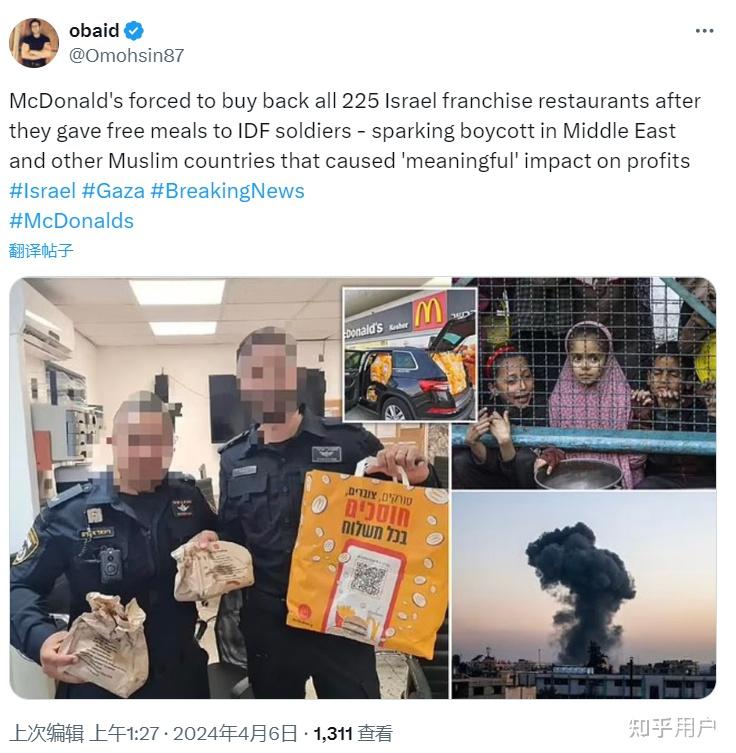 obaid
@Omohsin87
McDonald's forced to buy back all 225 Israel franchise restaurants after
they gave free meals to IDF soldiers - sparking boycott in Middle East
and other Muslim countries that caused 'meaningful' impact on profits
#Israel #Gaza #BreakingNews
#McDonalds
翻译帖子
Donald's Kosher
סורקים, צוברים,
חוסכים
בכל משלוח
上次编辑 上午1:27 · 2024年4月6日 · 1,311 查看
知乎用户